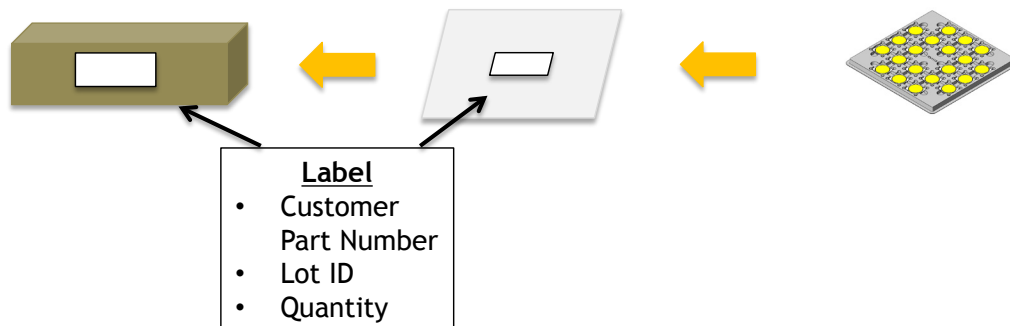 Label
• Customer
Part Number
• Lot ID
• Quantity